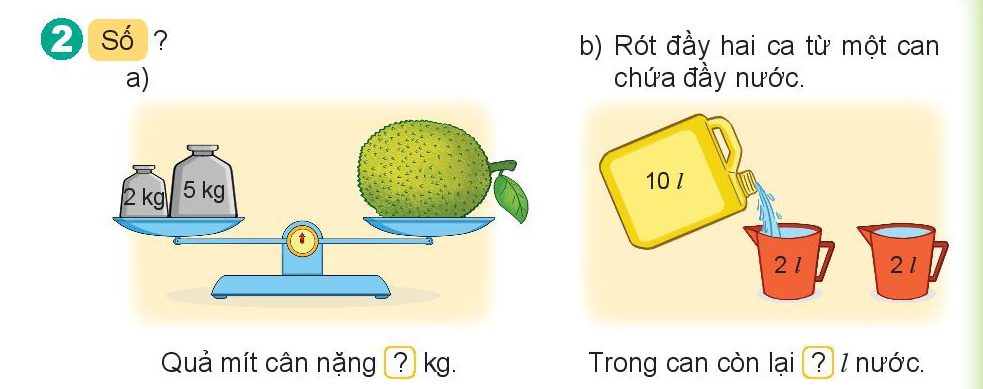 2 Số ?
a)
2 kg
5 kg
Quả mít cân nặng ? kg.
b) Rót đầy hai ca từ một can
chứa đầy nước.
10 l
2 l
2 l
Trong can còn lại ? l nước.